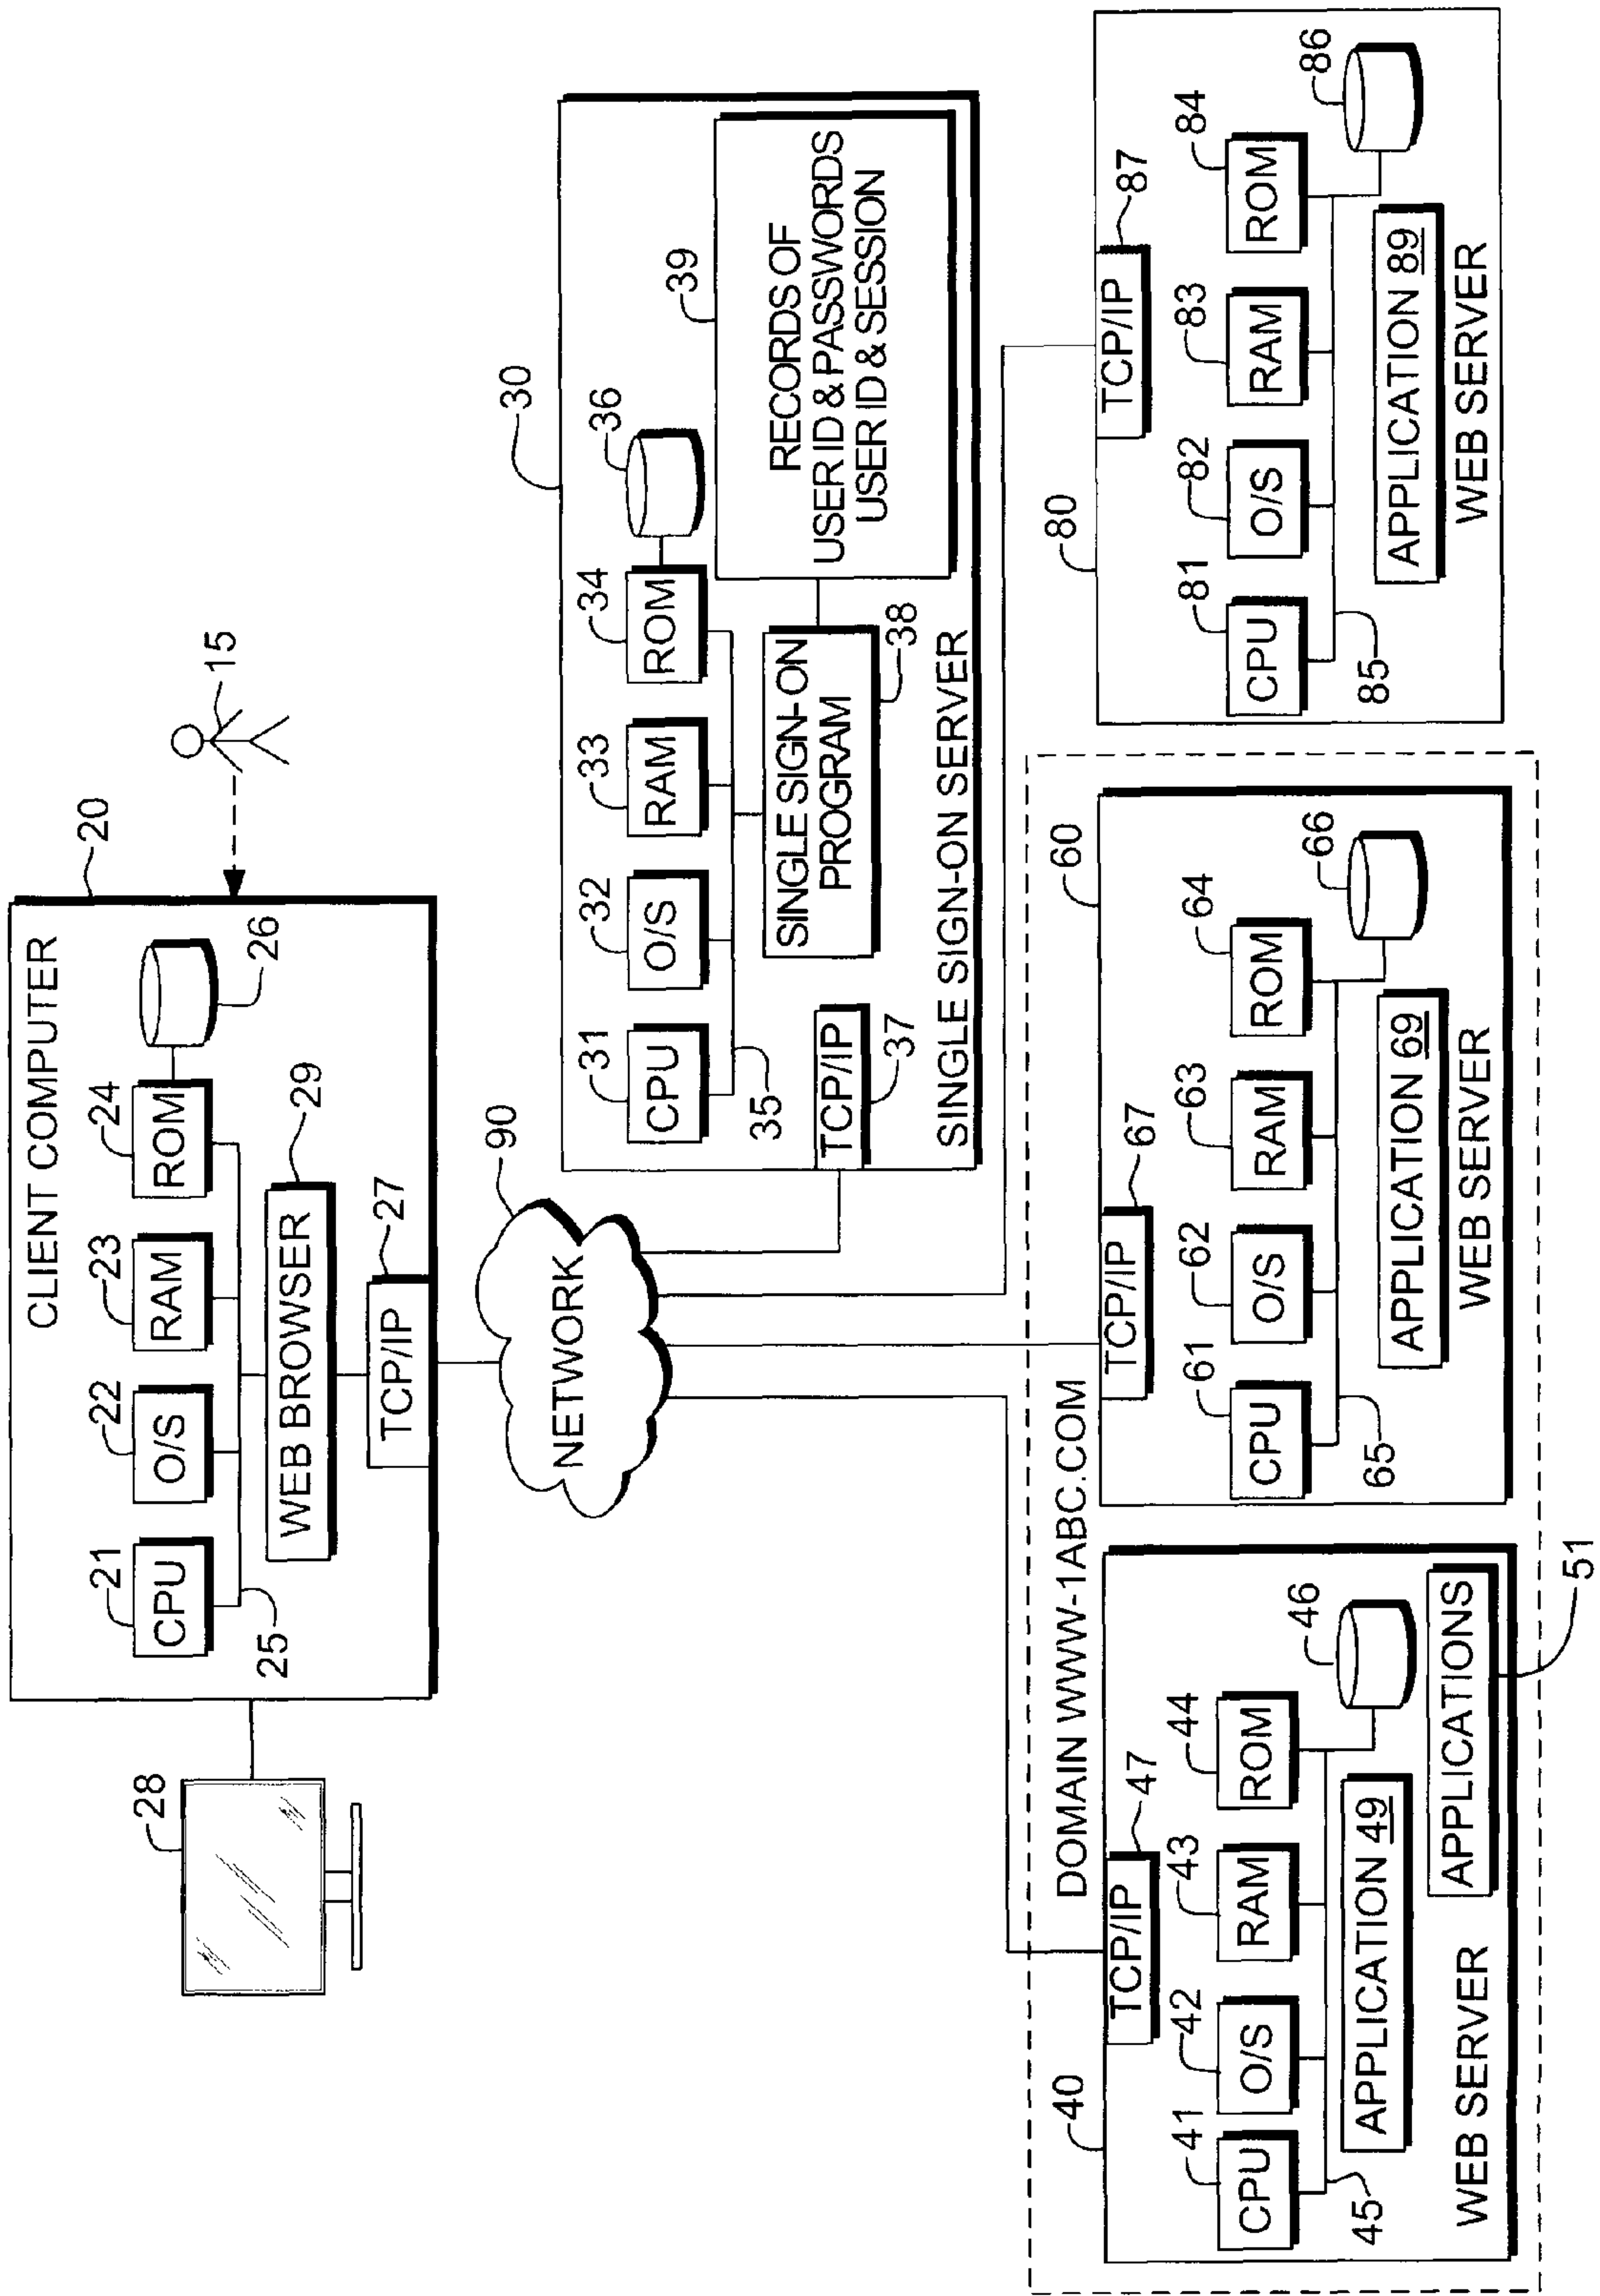 CLIENT COMPUTER
20
15
28
21
22
23
24
CPU
O/S
RAM
ROM
26
25
WEB BROWSER
29
TCP/IP
27
NETWORK
90
30
31
32
33
34
36
CPU
O/S
RAM
ROM
35
39
RECORDS OF
USER ID & PASSWORDS
USER ID & SESSION
SINGLE SIGN-ON
PROGRAM
38
TCP/IP
37
SINGLE SIGN-ON SERVER
DOMAIN WWW-1ABC.COM
40
TCP/IP
47
41
42
43
44
46
CPU
O/S
RAM
ROM
45
APPLICATION 49
APPLICATIONS
WEB SERVER
51
60
TCP/IP
67
61
62
63
64
66
CPU
O/S
RAM
ROM
65
APPLICATION 69
WEB SERVER
80
TCP/IP
87
81
82
83
84
86
CPU
O/S
RAM
ROM
85
APPLICATION 89
WEB SERVER